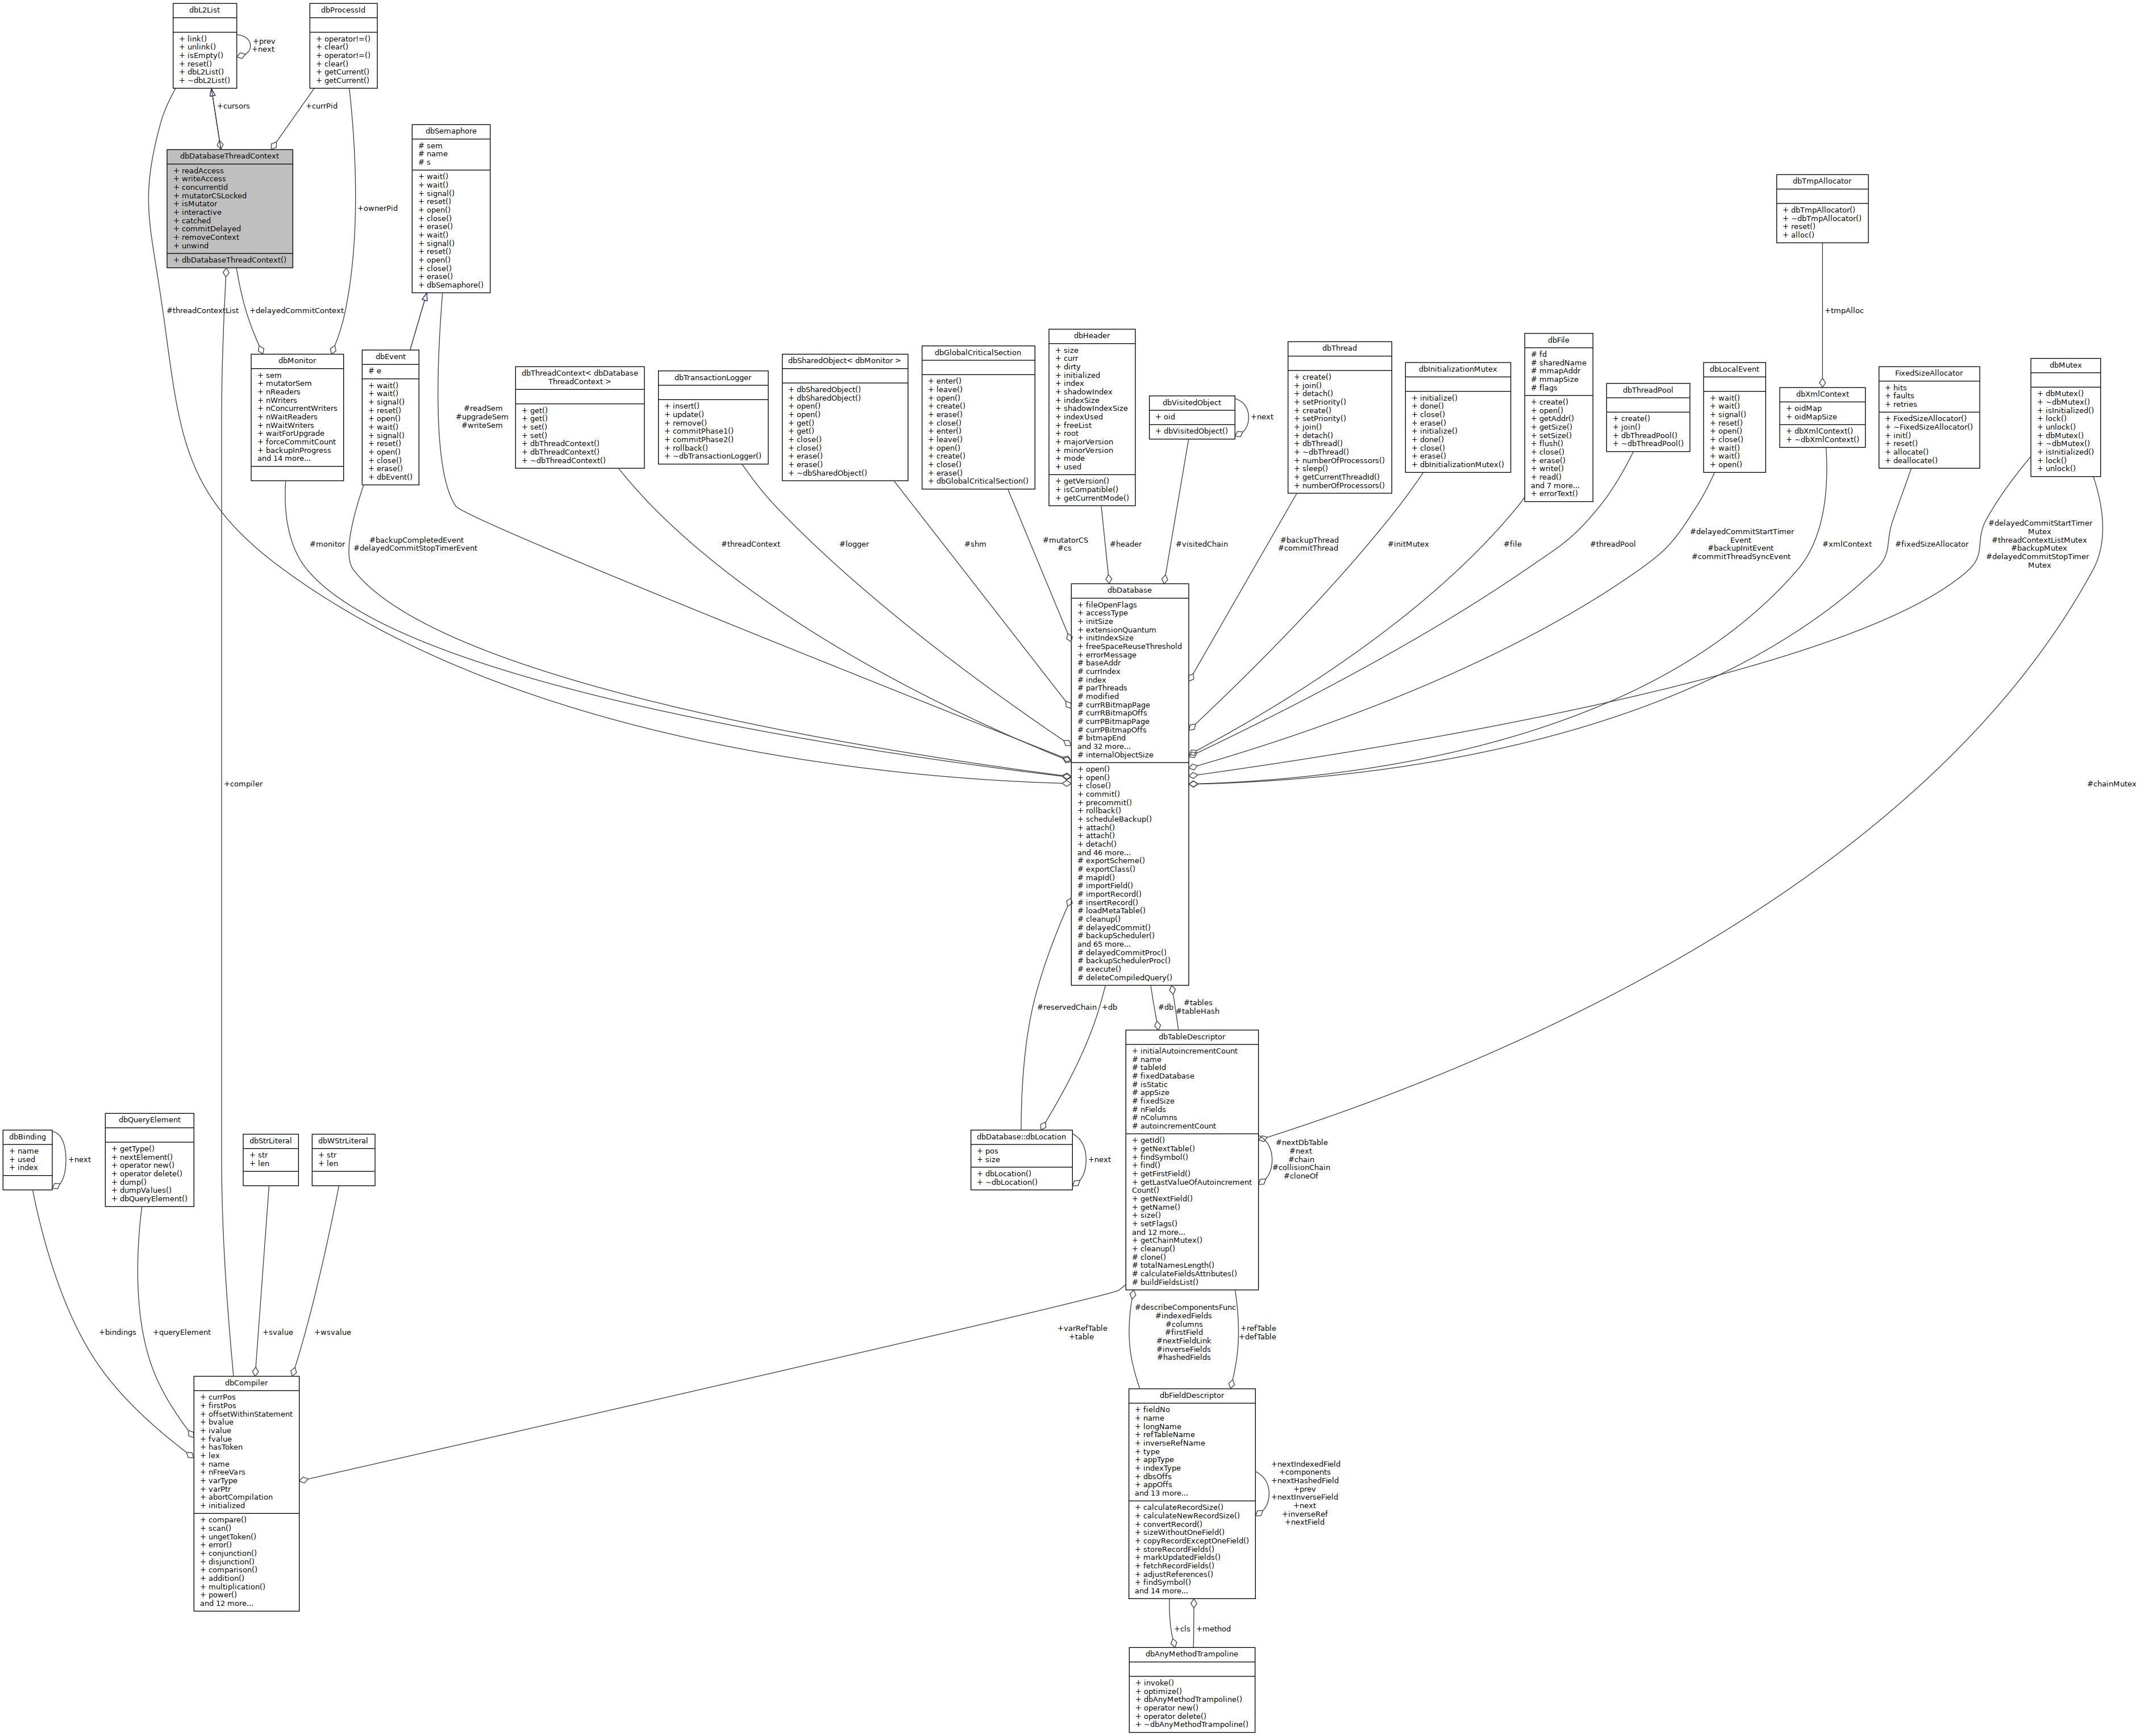 dbL2List
+ link()
+ unlink()
+ isEmpty()
+ reset()
+ dbL2List()
+ ~dbL2List()
+prev
+next
dbProcessId
+ operator!=()
+ clear()
+ operator!=()
+ clear()
+ getCurrent()
+ getCurrent()
+cursors
+currPid
dbDatabaseThreadContext
+ readAccess
+ writeAccess
+ concurrentId
+ mutatorCSLocked
+ isMutator
+ interactive
+ catched
+ commitDelayed
+ removeContext
+ unwind
+ dbDatabaseThreadContext()
+ownerPid
dbSemaphore
# sem
# name
# s
+ wait()
+ wait()
+ signal()
+ reset()
+ open()
+ close()
+ erase()
+ wait()
+ signal()
+ reset()
+ open()
+ close()
+ erase()
+ dbSemaphore()
dbTmpAllocator
+ dbTmpAllocator()
+ ~dbTmpAllocator()
+ reset()
+ alloc()
#threadContextList
+delayedCommitContext
+tmpAlloc
dbMonitor
+ sem
+ mutatorSem
+ nReaders
+ nWriters
+ nConcurrentWriters
+ nWaitReaders
+ nWaitWriters
+ waitForUpgrade
+ forceCommitCount
+ backupInProgress
and 14 more...
dbEvent
# e
+ wait()
+ wait()
+ signal()
+ reset()
+ open()
+ wait()
+ signal()
+ reset()
+ open()
+ close()
+ erase()
+ dbEvent()
#readSem
#upgradeSem
#writeSem
dbThreadContext< dbDatabase
ThreadContext >
+ get()
+ get()
+ set()
+ set()
+ dbThreadContext()
+ dbThreadContext()
+ ~dbThreadContext()
dbTransactionLogger
+ insert()
+ update()
+ remove()
+ commitPhase1()
+ commitPhase2()
+ rollback()
+ ~dbTransactionLogger()
dbSharedObject< dbMonitor >
+ dbSharedObject()
+ dbSharedObject()
+ open()
+ open()
+ get()
+ get()
+ close()
+ close()
+ erase()
+ erase()
+ ~dbSharedObject()
dbGlobalCriticalSection
+ enter()
+ leave()
+ open()
+ create()
+ erase()
+ close()
+ enter()
+ leave()
+ open()
+ create()
+ close()
+ erase()
+ dbGlobalCriticalSection()
dbHeader
+ size
+ curr
+ dirty
+ initialized
+ index
+ shadowIndex
+ indexSize
+ shadowIndexSize
+ indexUsed
+ freeList
+ root
+ majorVersion
+ minorVersion
+ mode
+ used
+ getVersion()
+ isCompatible()
+ getCurrentMode()
dbVisitedObject
+ oid
+ dbVisitedObject()
+next
dbThread
+ create()
+ join()
+ detach()
+ setPriority()
+ create()
+ setPriority()
+ join()
+ detach()
+ dbThread()
+ ~dbThread()
+ numberOfProcessors()
+ sleep()
+ getCurrentThreadId()
+ numberOfProcessors()
dbInitializationMutex
+ initialize()
+ done()
+ close()
+ erase()
+ initialize()
+ done()
+ close()
+ erase()
+ dbInitializationMutex()
dbFile
# fd
# sharedName
# mmapAddr
# mmapSize
# flags
+ create()
+ open()
+ getAddr()
+ getSize()
+ setSize()
+ flush()
+ close()
+ erase()
+ write()
+ read()
and 7 more...
+ errorText()
dbThreadPool
+ create()
+ join()
+ dbThreadPool()
+ ~dbThreadPool()
dbLocalEvent
+ wait()
+ wait()
+ signal()
+ reset()
+ open()
+ close()
+ wait()
+ wait()
+ open()
dbXmlContext
+ oidMap
+ oidMapSize
+ dbXmlContext()
+ ~dbXmlContext()
FixedSizeAllocator
+ hits
+ faults
+ retries
+ FixedSizeAllocator()
+ ~FixedSizeAllocator()
+ init()
+ reset()
+ allocate()
+ deallocate()
dbMutex
+ dbMutex()
+ ~dbMutex()
+ isInitialized()
+ lock()
+ unlock()
+ dbMutex()
+ ~dbMutex()
+ isInitialized()
+ lock()
+ unlock()
#monitor
#backupCompletedEvent
#delayedCommitStopTimerEvent
#threadContext
#logger
#shm
#mutatorCS
#cs
#header
#visitedChain
#backupThread
#commitThread
#initMutex
#file
#threadPool
#delayedCommitStartTimer
Event
#backupInitEvent
#commitThreadSyncEvent
#xmlContext
#fixedSizeAllocator
#delayedCommitStartTimer
Mutex
#threadContextListMutex
#backupMutex
#delayedCommitStopTimer
Mutex
dbDatabase
+ fileOpenFlags
+ accessType
+ initSize
+ extensionQuantum
+ initIndexSize
+ freeSpaceReuseThreshold
+ errorMessage
# baseAddr
# currIndex
# index
# parThreads
# modified
# currRBitmapPage
# currRBitmapOffs
# currPBitmapPage
# currPBitmapOffs
# bitmapEnd
and 32 more...
# internalObjectSize
+ open()
+ open()
+ close()
+ commit()
+ precommit()
+ rollback()
+ scheduleBackup()
+ attach()
+ attach()
+ detach()
and 46 more...
# exportScheme()
# exportClass()
# mapId()
# importField()
# importRecord()
# insertRecord()
# loadMetaTable()
# cleanup()
# delayedCommit()
# backupScheduler()
and 65 more...
# delayedCommitProc()
# backupSchedulerProc()
# execute()
# deleteCompiledQuery()
+compiler
#chainMutex
#reservedChain
+db
#db
#tables
#tableHash
dbTableDescriptor
+ initialAutoincrementCount
# name
# tableId
# fixedDatabase
# isStatic
# appSize
# fixedSize
# nFields
# nColumns
# autoincrementCount
+ getId()
+ getNextTable()
+ findSymbol()
+ find()
+ getFirstField()
+ getLastValueOfAutoincrement
Count()
+ getNextField()
+ getName()
+ size()
+ setFlags()
and 12 more...
+ getChainMutex()
+ cleanup()
# clone()
# totalNamesLength()
# calculateFieldsAttributes()
# buildFieldsList()
#nextDbTable
#next
#chain
#collisionChain
#cloneOf
dbDatabase::dbLocation
+ pos
+ size
+ dbLocation()
+ ~dbLocation()
+next
dbBinding
+ name
+ used
+ index
+next
dbQueryElement
+ getType()
+ nextElement()
+ operator new()
+ operator delete()
+ dump()
+ dumpValues()
+ dbQueryElement()
dbStrLiteral
+ str
+ len
dbWStrLiteral
+ str
+ len
+bindings
+queryElement
+svalue
+wsvalue
+varRefTable
+table
#describeComponentsFunc
#indexedFields
#columns
#firstField
#nextFieldLink
#inverseFields
#hashedFields
+refTable
+defTable
dbCompiler
+ currPos
+ firstPos
+ offsetWithinStatement
+ bvalue
+ ivalue
+ fvalue
+ hasToken
+ lex
+ name
+ nFreeVars
+ varType
+ varPtr
+ abortCompilation
+ initialized
+ compare()
+ scan()
+ ungetToken()
+ error()
+ conjunction()
+ disjunction()
+ comparison()
+ addition()
+ multiplication()
+ power()
and 12 more...
dbFieldDescriptor
+ fieldNo
+ name
+ longName
+ refTableName
+ inverseRefName
+ type
+ appType
+ indexType
+ dbsOffs
+ appOffs
and 13 more...
+ calculateRecordSize()
+ calculateNewRecordSize()
+ convertRecord()
+ sizeWithoutOneField()
+ copyRecordExceptOneField()
+ storeRecordFields()
+ markUpdatedFields()
+ fetchRecordFields()
+ adjustReferences()
+ findSymbol()
and 14 more...
+nextIndexedField
+components
+nextHashedField
+prev
+nextInverseField
+next
+inverseRef
+nextField
+cls
+method
dbAnyMethodTrampoline
+ invoke()
+ optimize()
+ dbAnyMethodTrampoline()
+ operator new()
+ operator delete()
+ ~dbAnyMethodTrampoline()